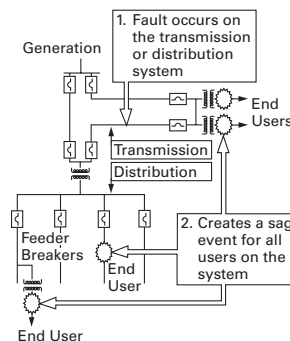 1. Fault occurs on
the transmission
or distribution
system
Generation
End
Users
Transmission
Distribution
2. Creates a sag
event for all
users on the
system
Feeder
Breakers
End
User
End User